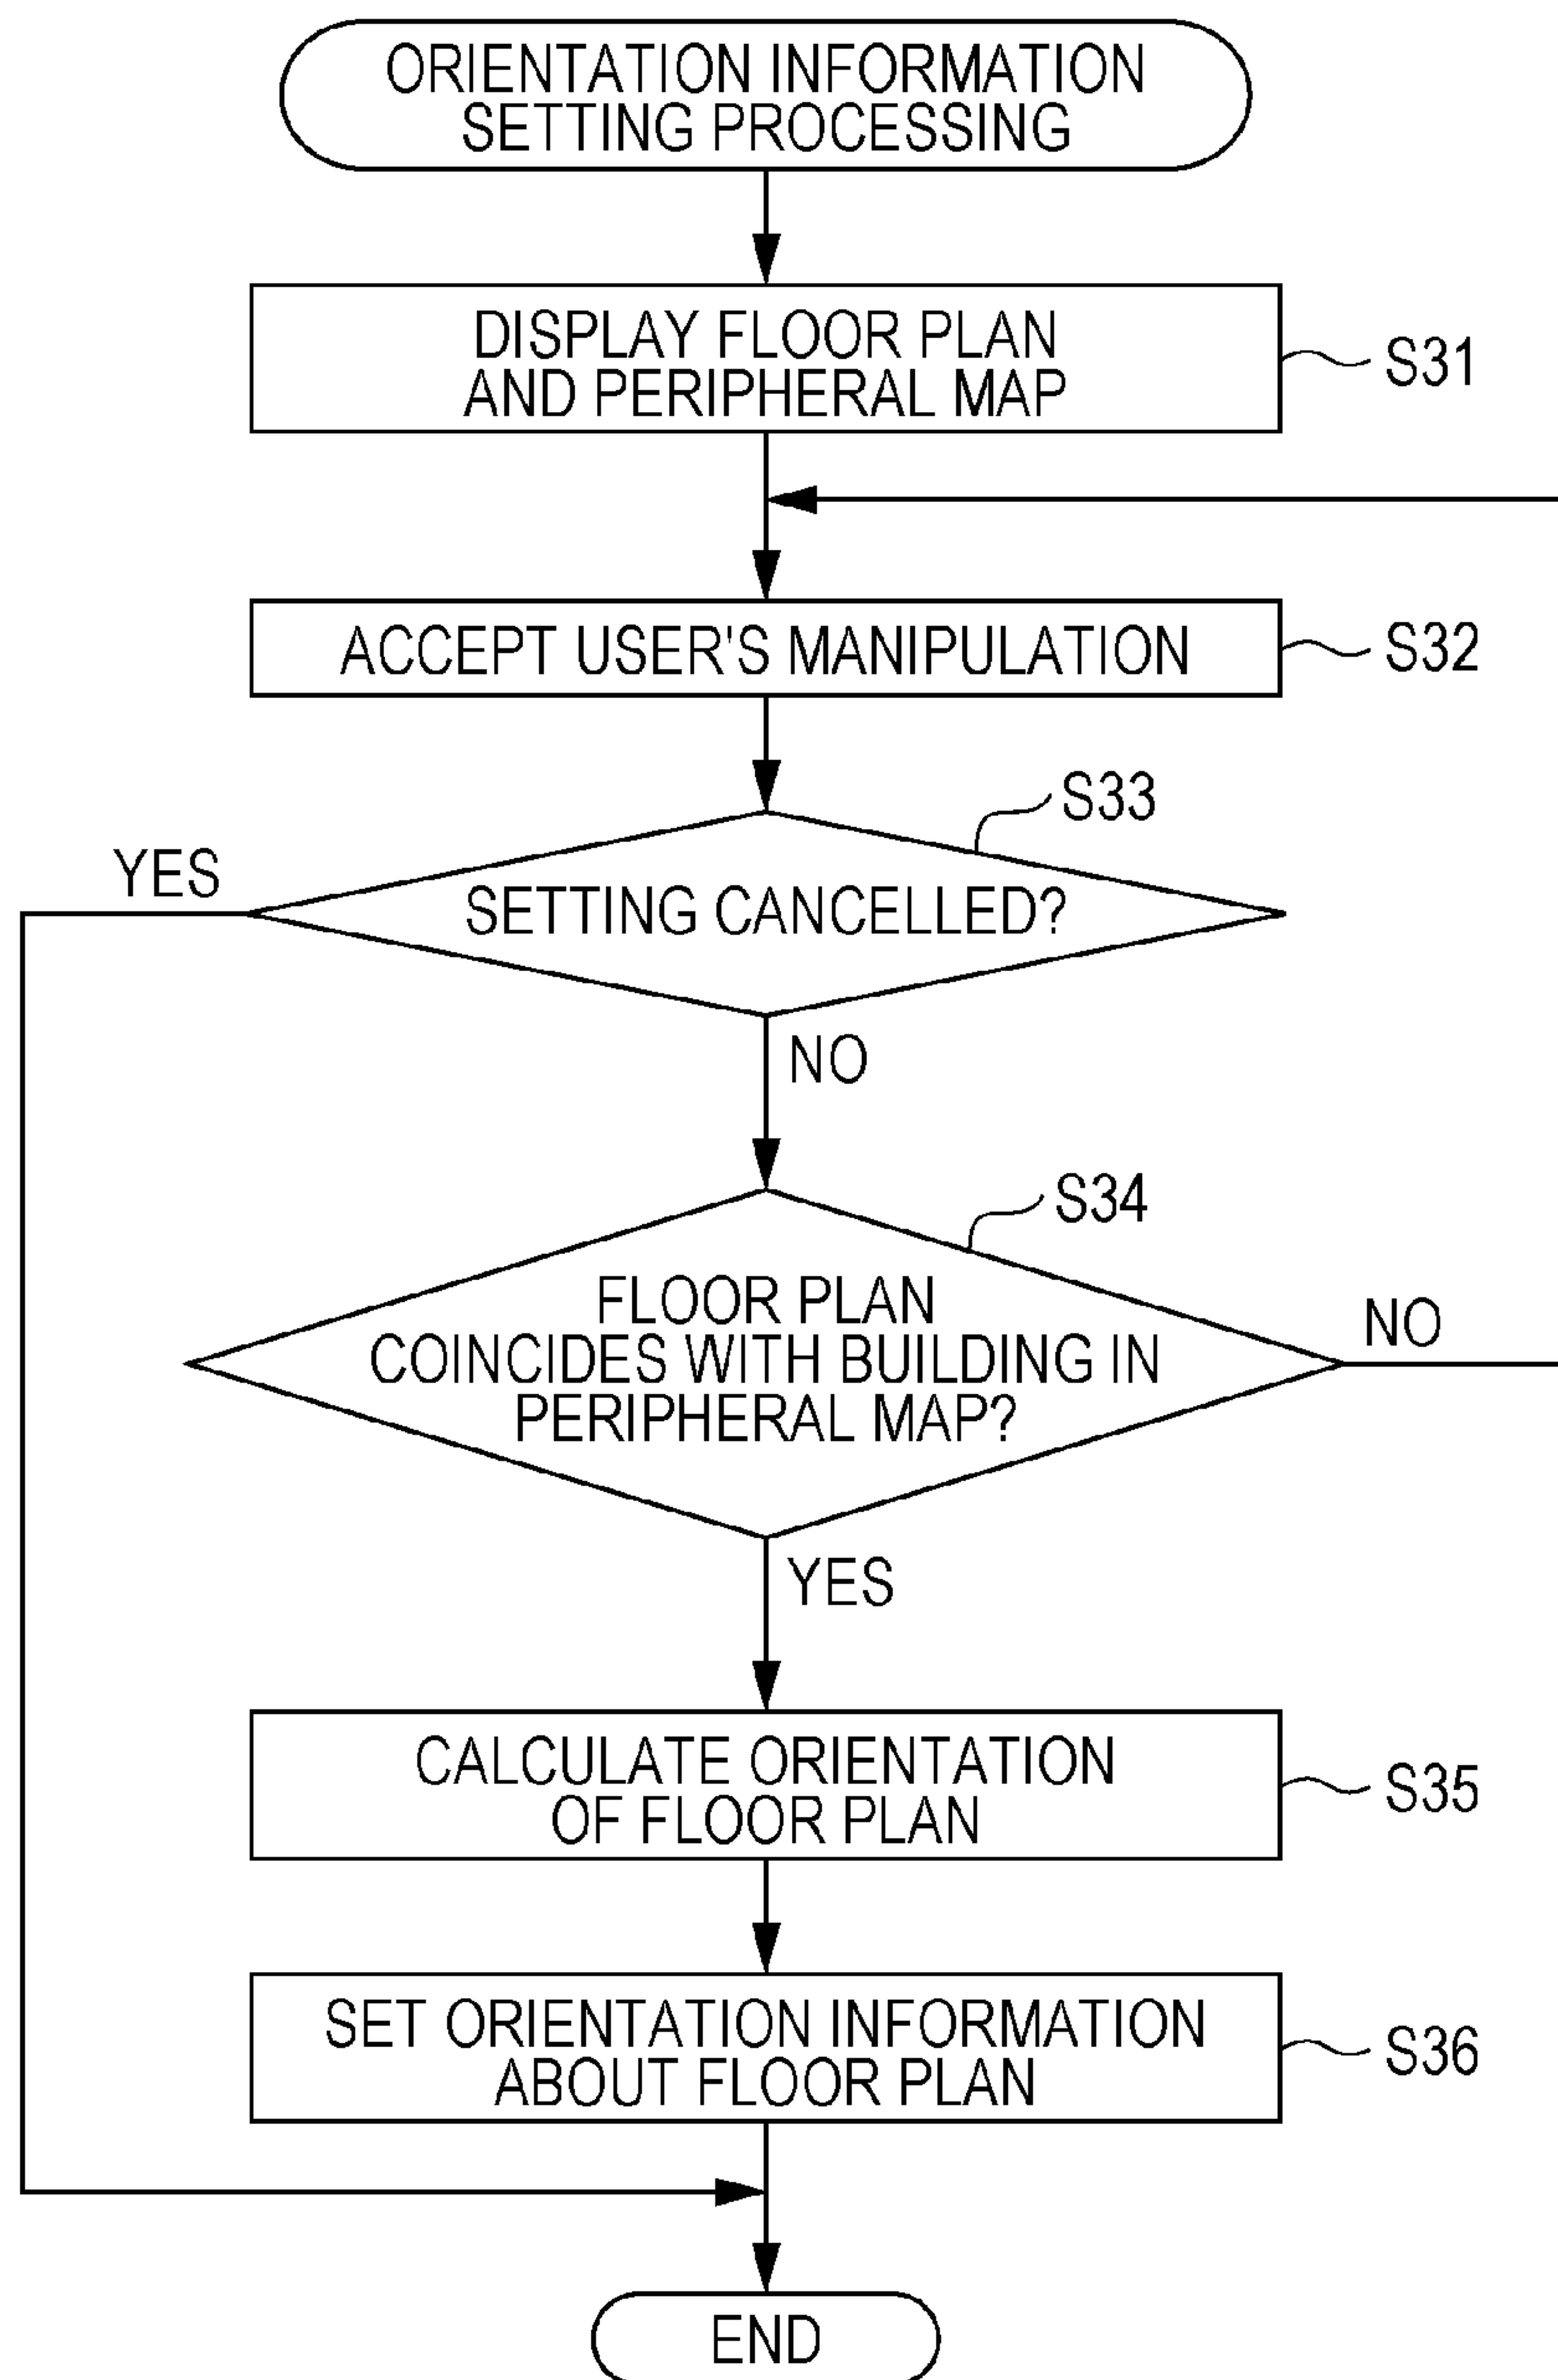 ORIENTATION INFORMATION
SETTING PROCESSING
DISPLAY FLOOR PLAN
AND PERIPHERAL MAP
S31
ACCEPT USER'S MANIPULATION
S32
S33
YES
SETTING CANCELLED?
NO
S34
FLOOR PLAN
COINCIDES WITH BUILDING IN
PERIPHERAL MAP?
NO
YES
CALCULATE ORIENTATION
OF FLOOR PLAN
S35
SET ORIENTATION INFORMATION
ABOUT FLOOR PLAN
S36
END